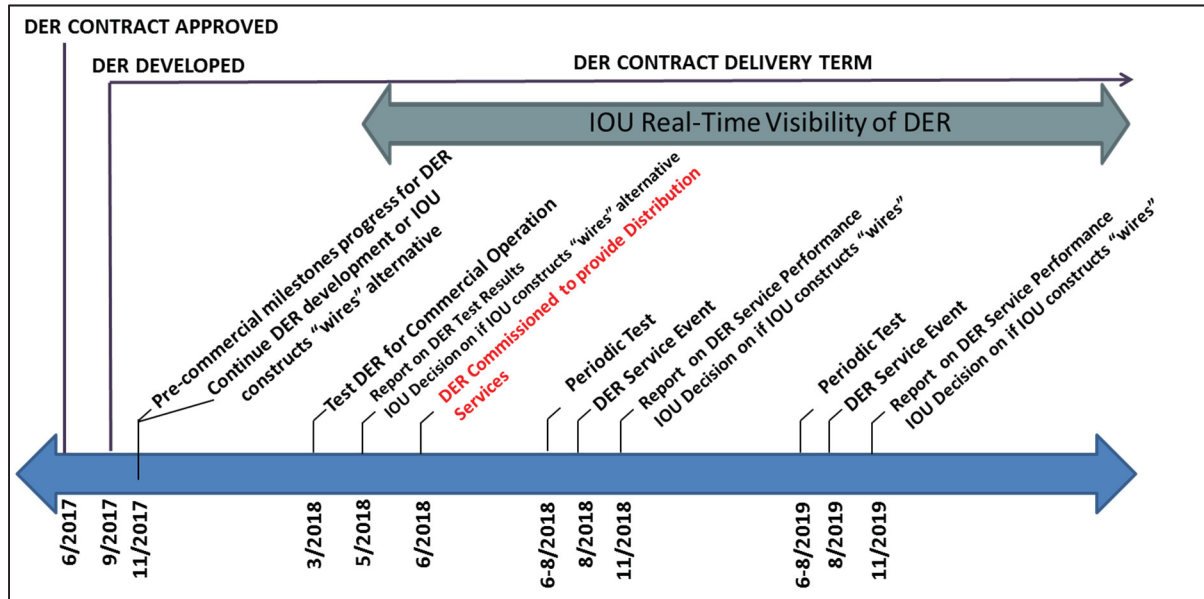 DER CONTRACT APPROVED
DER DEVELOPED
DER CONTRACT DELIVERY TERM
IOU Real-Time Visibility of DER
Pre-commercial milestones progress for DER
Continue DER development or IOU
constructs “wires” alternative
Test DER for Commercial Operation
Report on DER Test Results
IOU Decision on if IOU constructs “wires” alternative
DER Commissioned to provide Distribution
Services
Periodic Test
DER Service Event
Report on DER Service Performance
IOU Decision on if IOU constructs “wires”
Periodic Test
DER Service Event
Report on DER Service Performance
IOU Decision on if IOU constructs “wires”
6/2017
9/2017
11/2017
3/2018
5/2018
6/2018
6-8/2018
8/2018
11/2018
6-8/2019
8/2019
11/2019